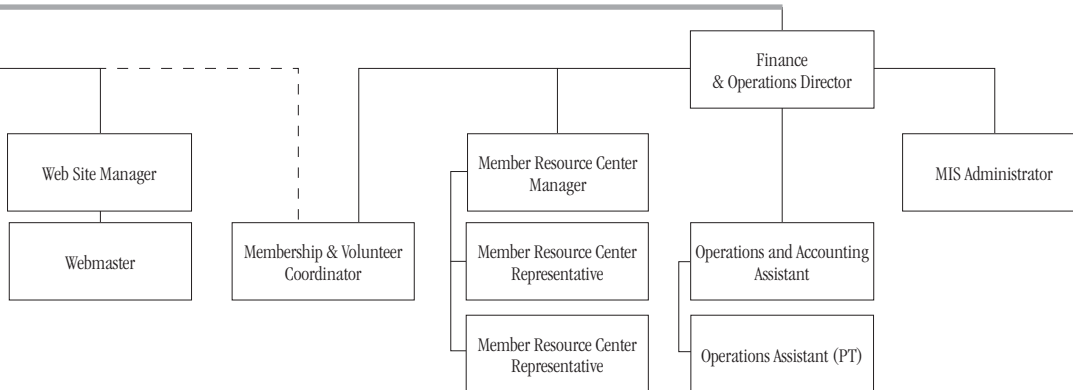 Finance
& Operations Director
Web Site Manager
Member Resource Center
Manager
MIS Administrator
Webmaster
Membership & Volunteer
Coordinator
Member Resource Center
Representative
Operations and Accounting
Assistant
Member Resource Center
Representative
Operations Assistant (PT)